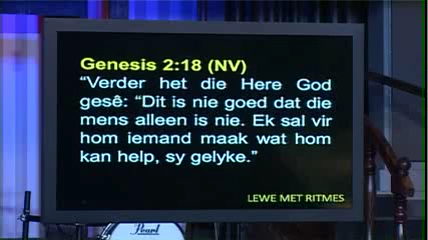 Genesis 2:18 (NV)
“Verder het die Here God
gesê: “Dit is nie goed dat die
mens alleen is nie. Ek sal vir
hom iemand maak wat hom
kan help, sy gelyke.”
LEWE MET RITMES
Pearl